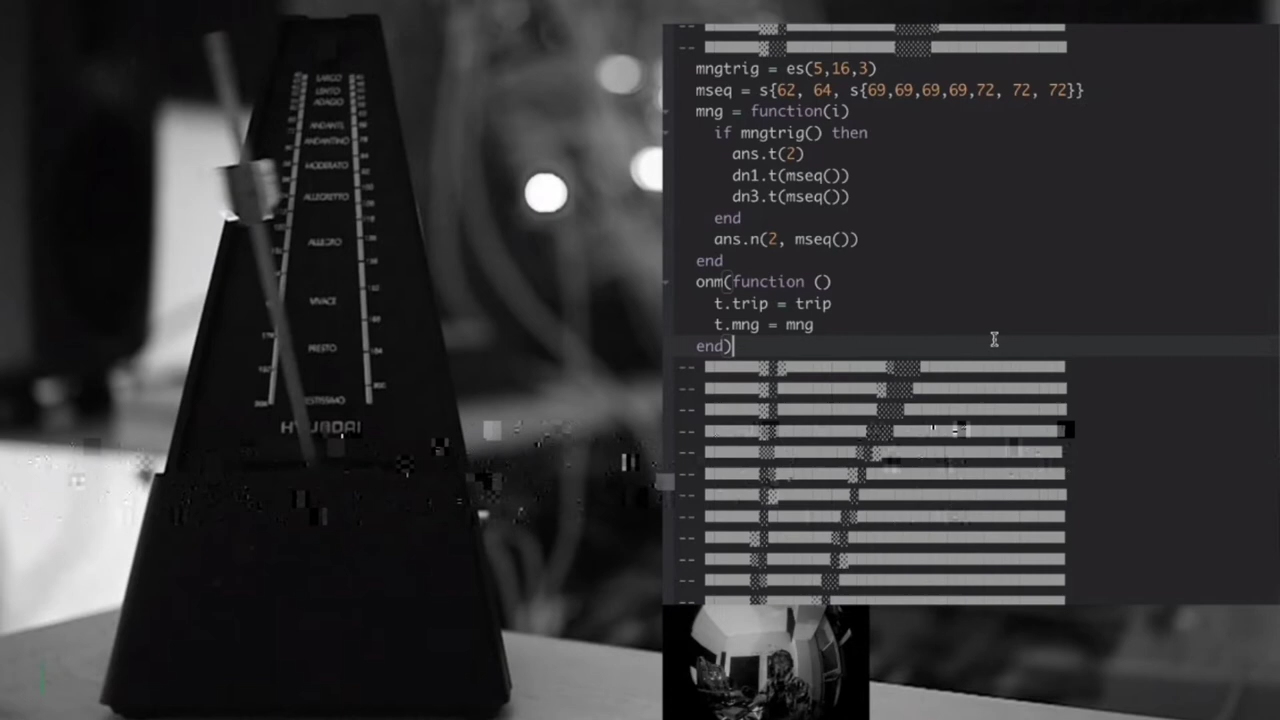 LARGO
LENTO
ADAGIO
ANDANTE
ANDANTINO
MODERATO
ALLEGRETTO
ALLEGRO
VIVACE
PRESTO
ESTISSIMO
HYUNDAI
mngtrig = es(5,16,3)
mseq = s{62, 64, s{69,69,69,69,72, 72, 72}}
mng = function(i)
if mngtrig() then
ans.t(2)
dn1.t(mseq())
dn3.t(mseq())
end
ans.n(2, mseq())
end
onm(function ()
t.trip = trip
t.mng = mng
end)